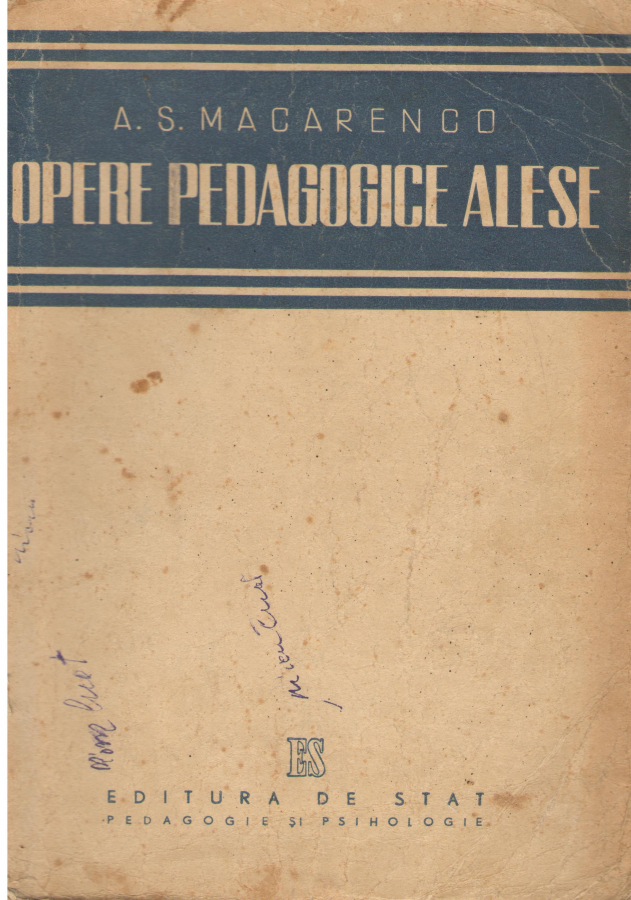 A. S. MACARENCO
OPERE PEDAGOGICE ALESE
ES
EDITURA DE STAT
PEDAGOGIE ȘI PSIHOLOGIE